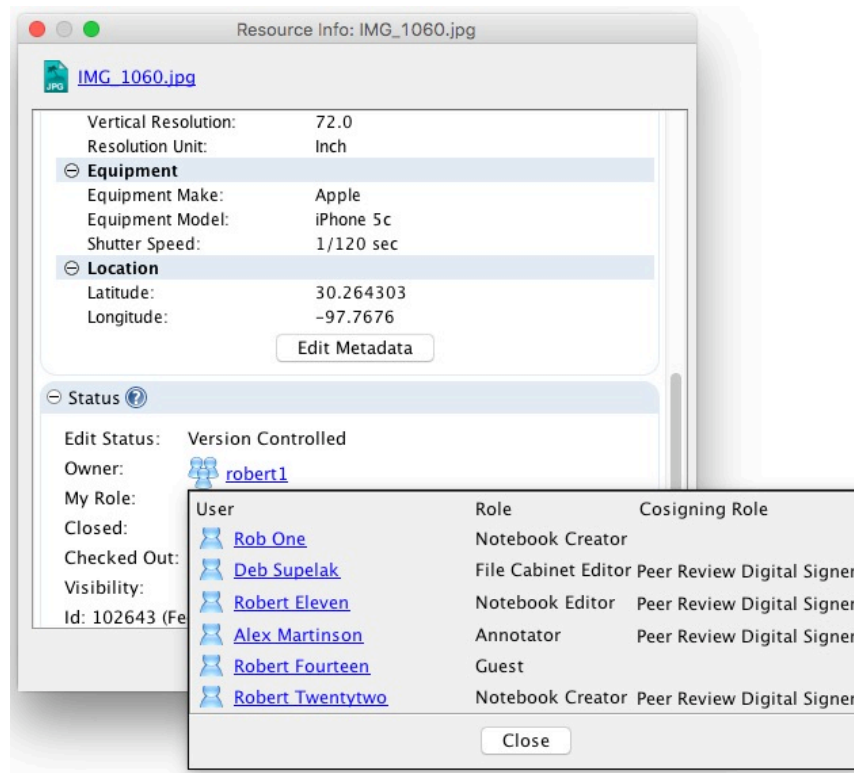 Resource Info: IMG_1060.jpg
JPG IMG_1060.jpg
Vertical Resolution: 72.0
Resolution Unit: Inch
Equipment
Equipment Make: Apple
Equipment Model: iPhone 5c
Shutter Speed: 1/120 sec
Location
Latitude: 30.264303
Longitude: -97.7676
Edit Metadata
Status ?
Edit Status: Version Controlled
Owner: robert1
My Role:
Closed:
Checked Out:
Visibility:
Id: 102643 (Fe
User Role Cosigning Role
Rob One Notebook Creator
Deb Supelak File Cabinet Editor Peer Review Digital Signer
Robert Eleven Notebook Editor Peer Review Digital Signer
Alex Martinson Annotator Peer Review Digital Signer
Robert Fourteen Guest
Robert Twentytwo Notebook Creator Peer Review Digital Signer
Close